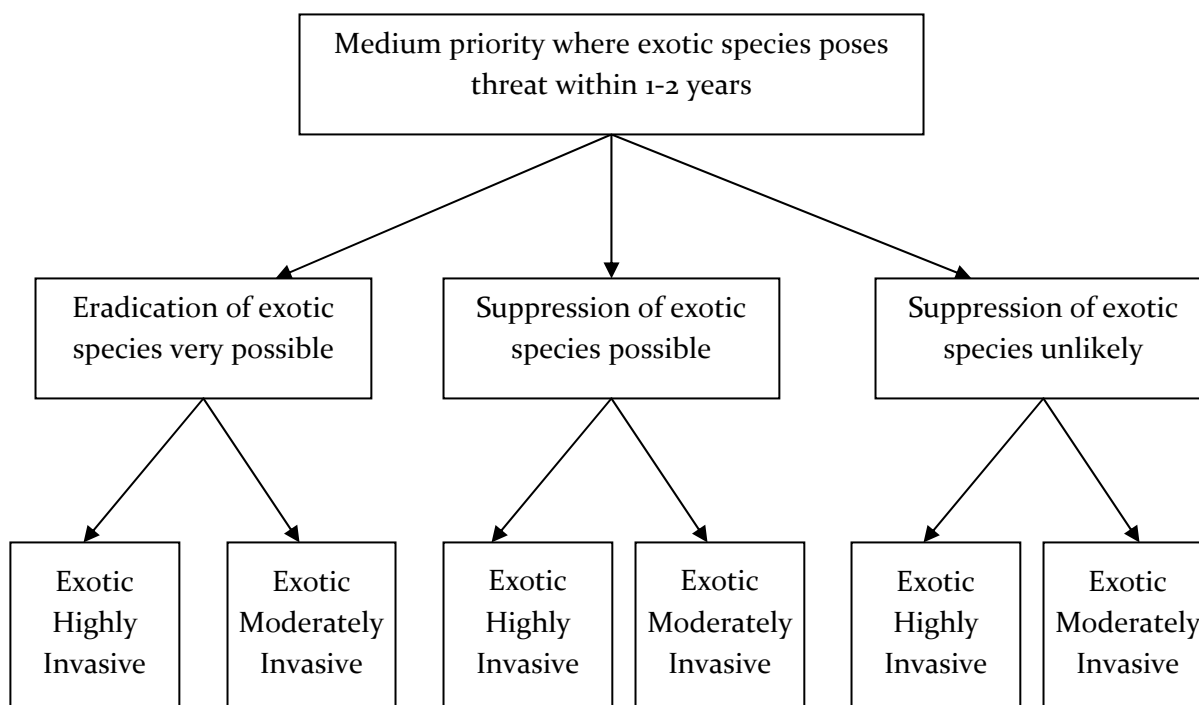 Medium priority where exotic species poses
threat within 1-2 years
Eradication of exotic
species very possible
Suppression of exotic
species possible
Suppression of exotic
species unlikely
Exotic
Highly
Invasive
Exotic
Moderately
Invasive
Exotic
Highly
Invasive
Exotic
Moderately
Invasive
Exotic
Highly
Invasive
Exotic
Moderately
Invasive